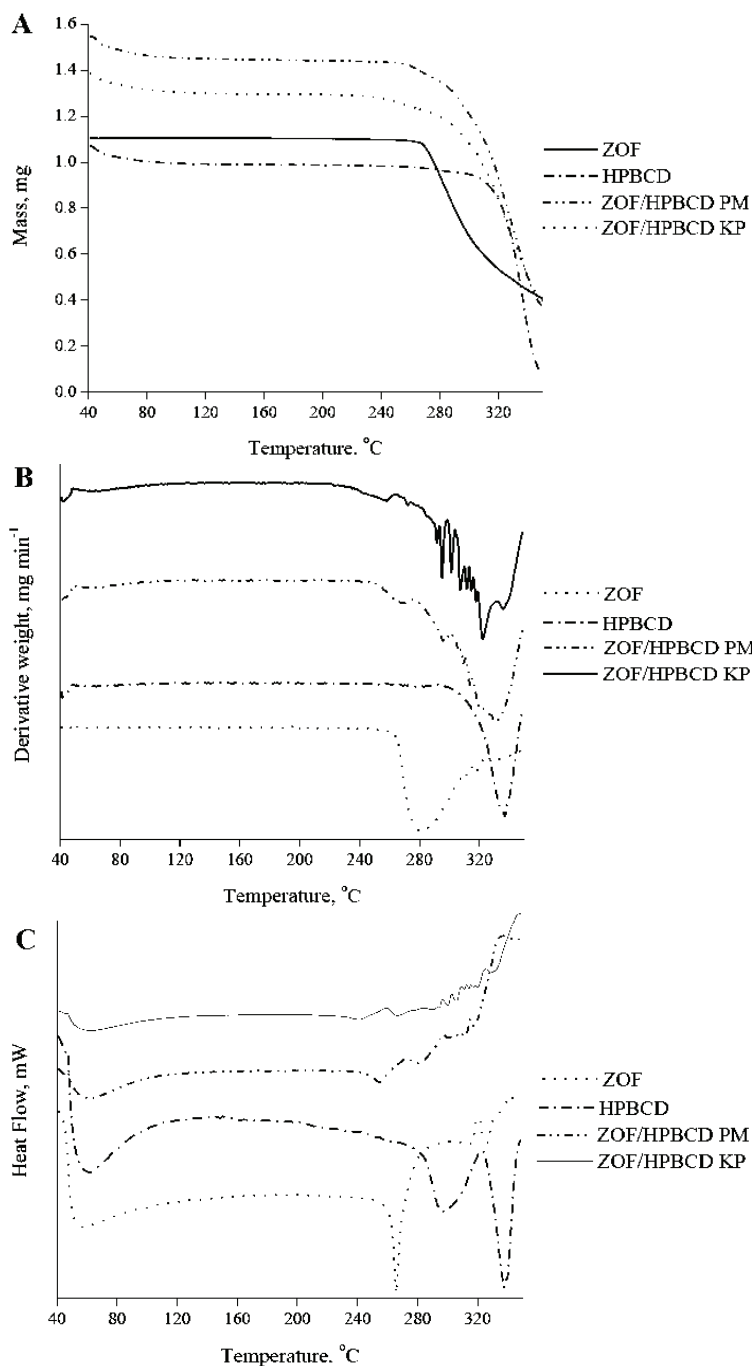 A
1.6
1.4
1.2
1.0
0.8
0.6
0.4
0.2
0.0
Mass, mg
40 80 120 160 200 240 280 320
Temperature. °C
ZOF
HPBCD
ZOF/HPBCD PM
ZOF/HPBCD KP
B
Derivative weight, mg min⁻¹
40 80 120 160 200 240 280 320
Temperature, °C
ZOF
HPBCD
ZOF/HPBCD PM
ZOF/HPBCD KP
C
Heat Flow, mW
40 80 120 160 200 240 280 320
Temperature, °C
ZOF
HPBCD
ZOF/HPBCD PM
ZOF/HPBCD KP